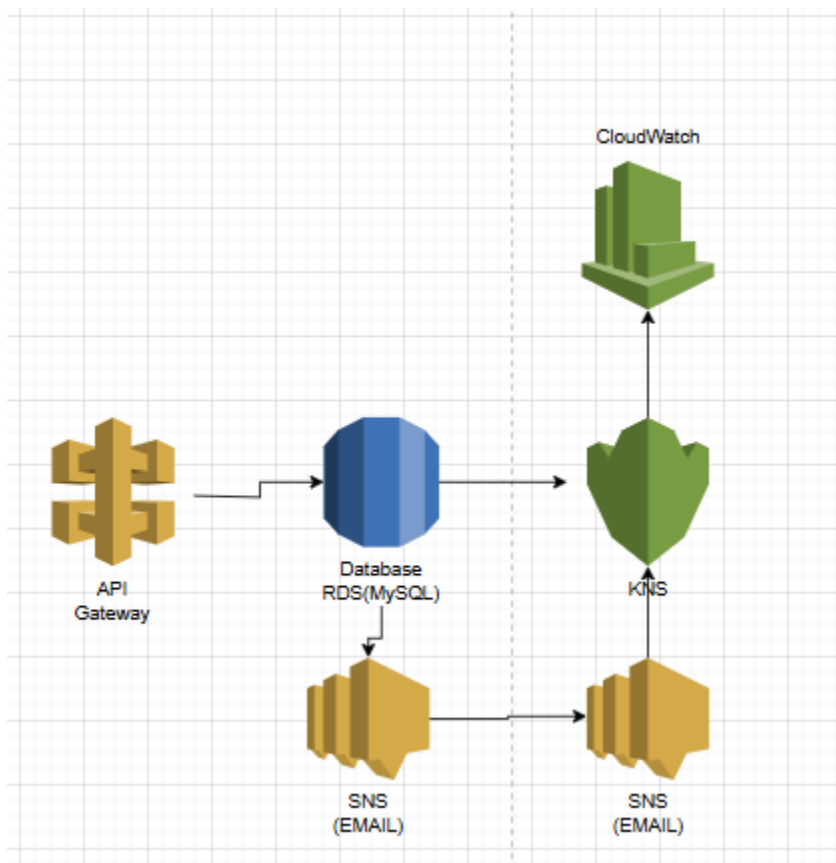 CloudWatch
API
Gateway
Database
RDS(MySQL)
KNS
SNS
(EMAIL)
SNS
(EMAIL)